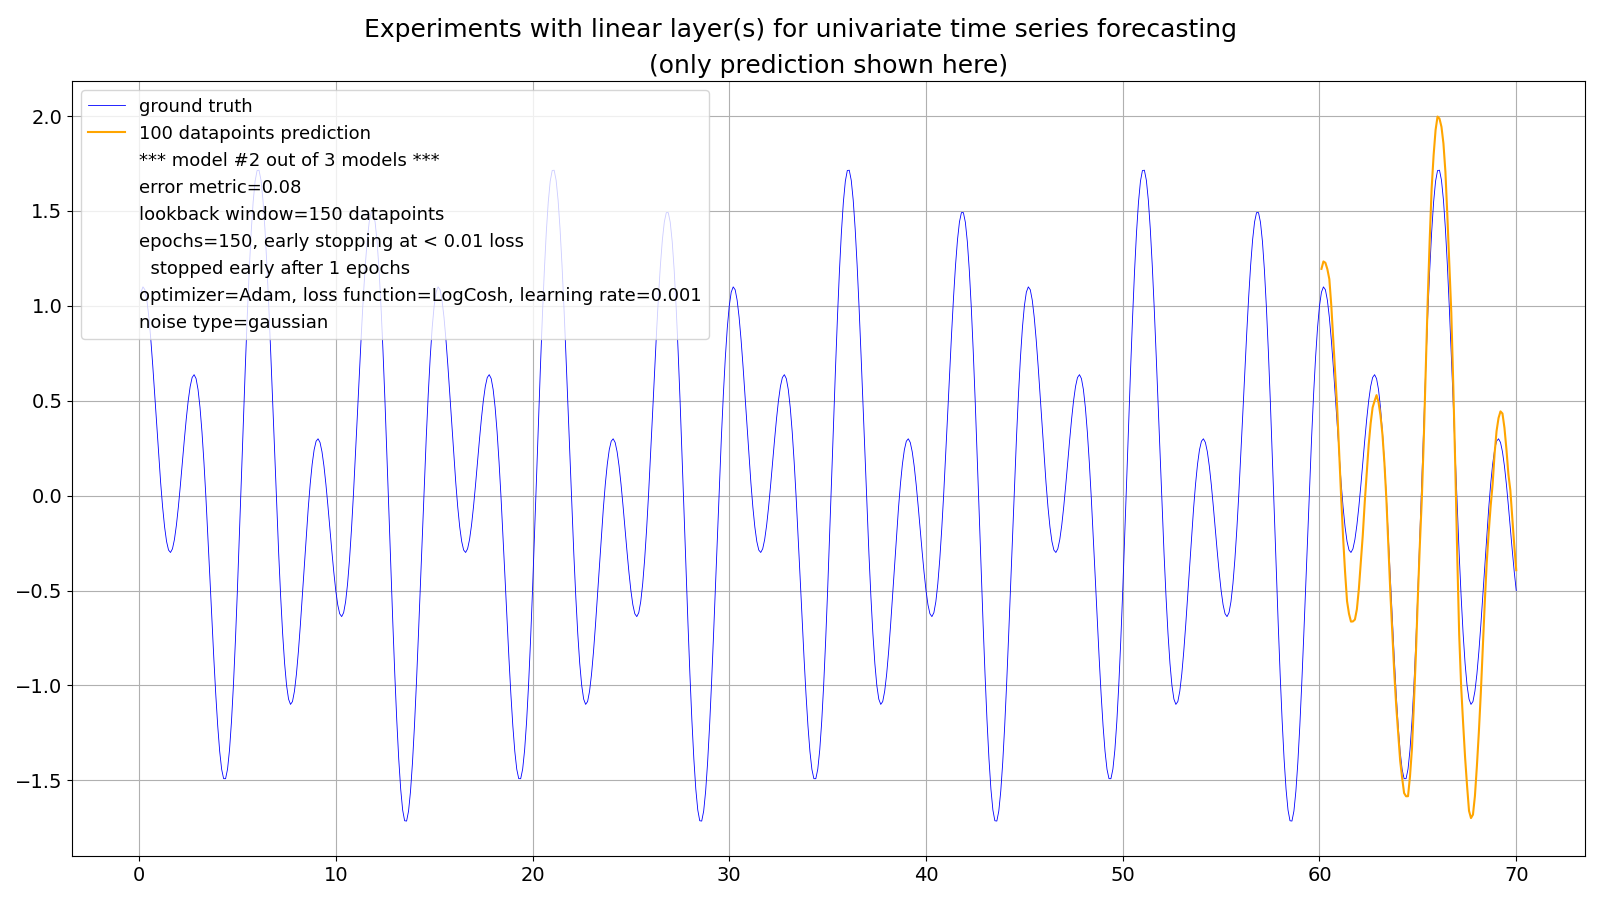 Experiments with linear layer(s) for univariate time series forecasting
(only prediction shown here)
ground truth
100 datapoints prediction
*** model #2 out of 3 models ***
error metric=0.08
lookback window=150 datapoints
epochs=150, early stopping at < 0.01 loss
stopped early after 1 epochs
optimizer=Adam, loss function=LogCosh, learning rate=0.001
noise type=gaussian
2.0
1.5
1.0
0.5
0.0
−0.5
−1.0
−1.5
0 10 20 30 40 50 60 70